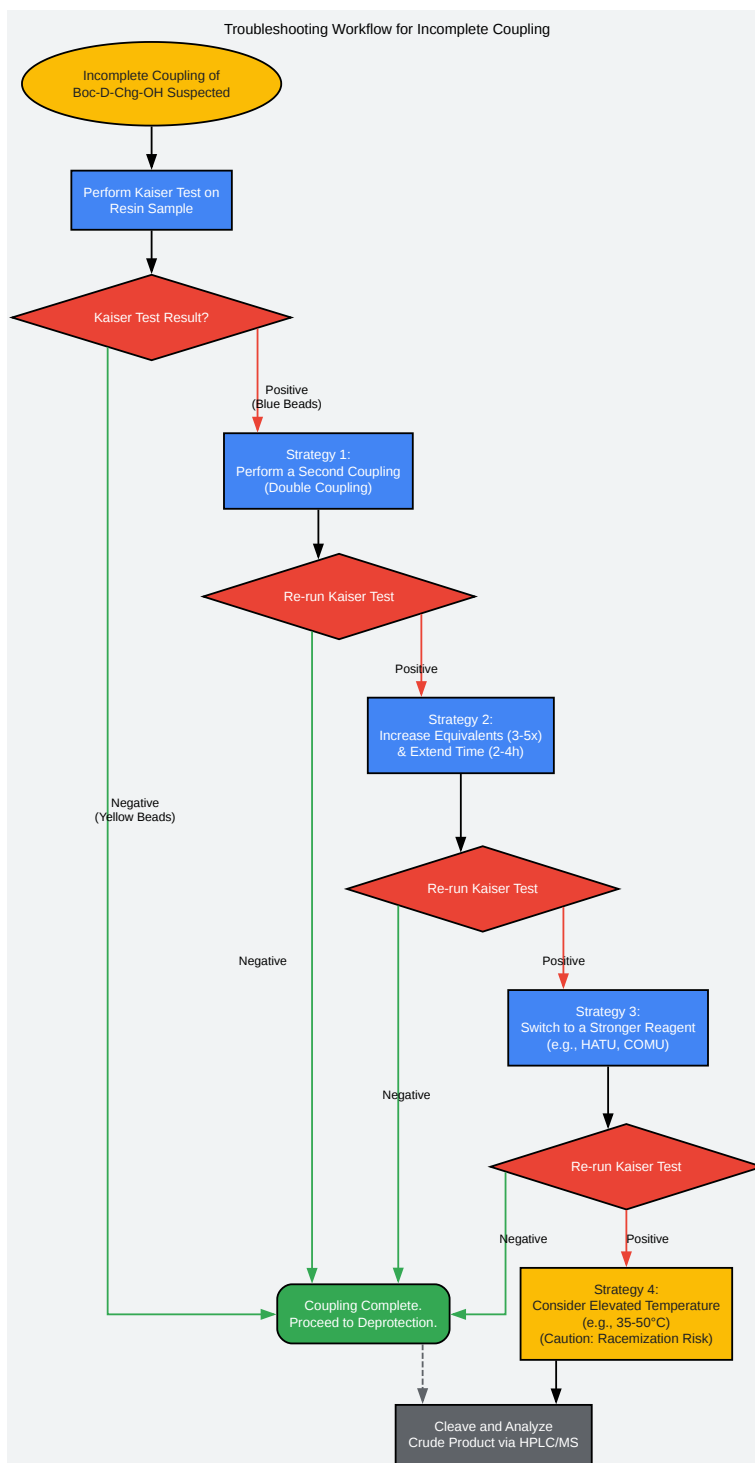 Troubleshooting Workflow for Incomplete Coupling
Incomplete Coupling of
Boc-D-Chg-OH Suspected
Perform Kaiser Test on
Resin Sample
Kaiser Test Result?
Positive
(Blue Beads)
Strategy 1:
Perform a Second Coupling
(Double Coupling)
Re-run Kaiser Test
Positive
Strategy 2:
Increase Equivalents (3-5x)
& Extend Time (2-4h)
Negative
(Yellow Beads)
Re-run Kaiser Test
Negative
Positive
Strategy 3:
Switch to a Stronger Reagent
(e.g., HATU, COMU)
Negative
Re-run Kaiser Test
Negative
Positive
Strategy 4:
Consider Elevated Temperature
(e.g., 35-50°C)
(Caution: Racemization Risk)
Coupling Complete.
Proceed to Deprotection.
Cleave and Analyze
Crude Product via HPLC/MS